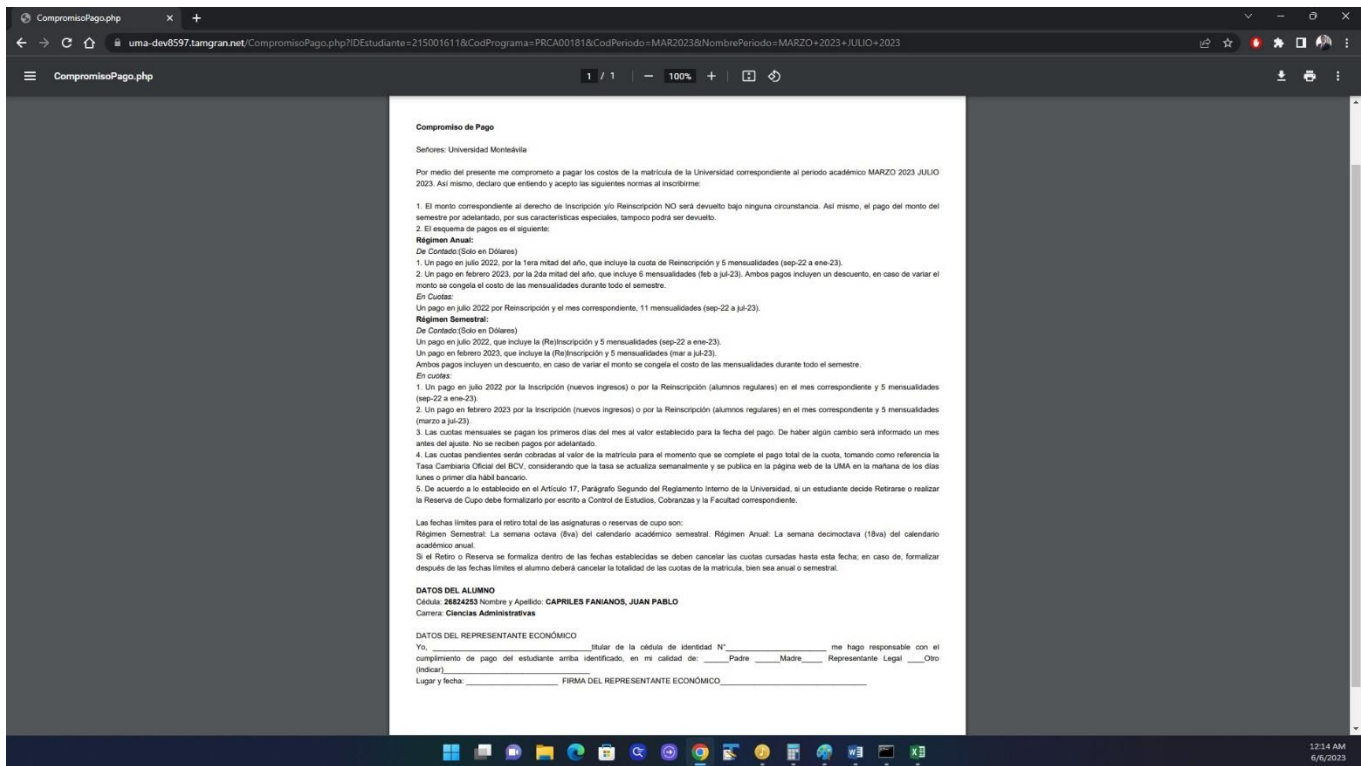 CompromisoPago.php
uma-dev8597.tamgran.net/CompromisoPago.php?IDEstudiante=215001611&CodPrograma=PRCA00181&CodPeriodo=MAR2023&NombrePeriodo=MARZO+2023+JULIO+2023
CompromisoPago.php
1 / 1
100%
Compromiso de Pago
Señores: Universidad Monteávila
Por medio del presente me comprometo a pagar los costos de la matrícula de la Universidad correspondiente al periodo académico MARZO 2023 JULIO
2023. Así mismo, declaro que entiendo y acepto las siguientes normas al inscribirme:
1. El monto correspondiente al derecho de Inscripción y/o Reinscripción NO será devuelto bajo ninguna circunstancia. Así mismo, el pago del monto del
semestre por adelantado, por sus características especiales, tampoco podrá ser devuelto.
2. El esquema de pagos es el siguiente:
Régimen Anual:
De Contado:(Solo en Dólares)
1. Un pago en julio 2022, por la 1era mitad del año, que incluye la cuota de Reinscripción y 5 mensualidades (sep-22 a ene-23).
2. Un pago en febrero 2023, por la 2da mitad del año, que incluye 6 mensualidades (feb a jul-23). Ambos pagos incluyen un descuento, en caso de variar el
monto se congela el costo de las mensualidades durante todo el semestre.
En Cuotas:
Un pago en julio 2022 por Reinscripción y el mes correspondiente, 11 mensualidades (sep-22 a jul-23).
Régimen Semestral:
De Contado:(Solo en Dólares)
Un pago en julio 2022, que incluye la (Re)Inscripción y 5 mensualidades (sep-22 a ene-23).
Un pago en febrero 2023, que incluye la (Re)Inscripción y 5 mensualidades (mar a jul-23).
Ambos pagos incluyen un descuento, en caso de variar el monto se congela el costo de las mensualidades durante todo el semestre.
En cuotas:
1. Un pago en julio 2022 por la Inscripción (nuevos ingresos) o por la Reinscripción (alumnos regulares) en el mes correspondiente y 5 mensualidades
(sep-22 a ene-23).
2. Un pago en febrero 2023 por la Inscripción (nuevos ingresos) o por la Reinscripción (alumnos regulares) en el mes correspondiente y 5 mensualidades
(marzo a jul-23).
3. Las cuotas mensuales se pagan los primeros días del mes al valor establecido para la fecha del pago. De haber algún cambio será informado un mes
antes del ajuste. No se reciben pagos por adelantado.
4. Las cuotas pendientes serán cobradas al valor de la matrícula para el momento que se complete el pago total de la cuota, tomando como referencia la
Tasa Cambiaria Oficial del BCV, considerando que la tasa se actualiza semanalmente y se publica en la página web de la UMA en la mañana de los días
lunes o primer día hábil bancario.
5. De acuerdo a lo establecido en el Artículo 17, Parágrafo Segundo del Reglamento Interno de la Universidad, si un estudiante decide Retirarse o realizar
la Reserva de Cupo debe formalizarlo por escrito a Control de Estudios, Cobranzas y la Facultad correspondiente.
Las fechas límites para el retiro total de las asignaturas o reservas de cupo son:
Régimen Semestral: La semana octava (8va) del calendario académico semestral. Régimen Anual: La semana decimoctava (18va) del calendario
académico anual.
Si el Retiro o Reserva se formaliza dentro de las fechas establecidas se deben cancelar las cuotas cursadas hasta esta fecha; en caso de, formalizar
después de las fechas límites el alumno deberá cancelar la totalidad de las cuotas de la matrícula, bien sea anual o semestral.
DATOS DEL ALUMNO
Cédula: 26824253 Nombre y Apellido: CAPRILES FANIANOS, JUAN PABLO
Carrera: Ciencias Administrativas
DATOS DEL REPRESENTANTE ECONÓMICO
Yo, ______________________titular de la cédula de identidad N°______________ me hago responsable con el
cumplimiento de pago del estudiante arriba identificado, en mi calidad de: _____Padre _____Madre_____ Representante Legal ____Otro
(indicar)____________________
Lugar y fecha: _____________ FIRMA DEL REPRESENTANTE ECONÓMICO____________________
12:14 AM
6/6/2023